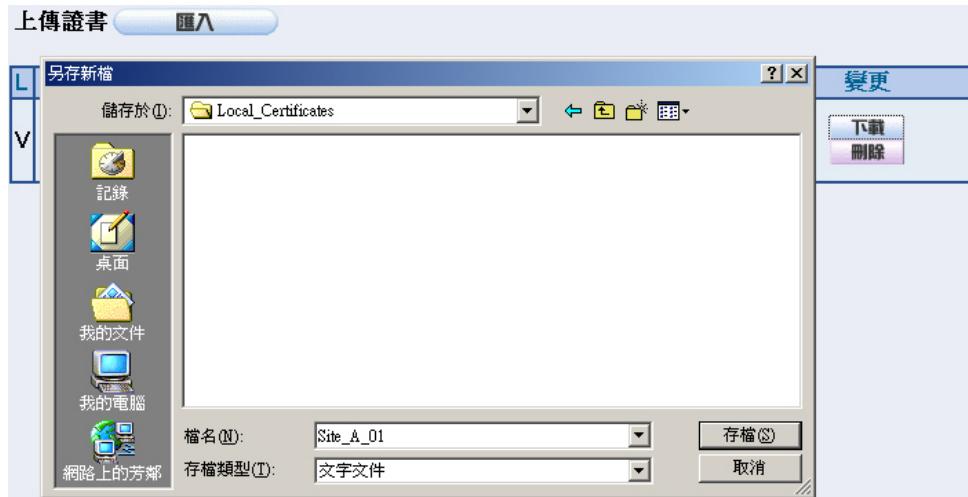 上傳證書 匯入
另存新檔
L
變更
儲存於(I): Local_Certificates
V
下載
刪除
記錄
桌面
我的文件
我的電腦
網路上的芳鄰
檔名(N): Site_A_01 存檔(S)
存檔類型(T): 文字文件 取消